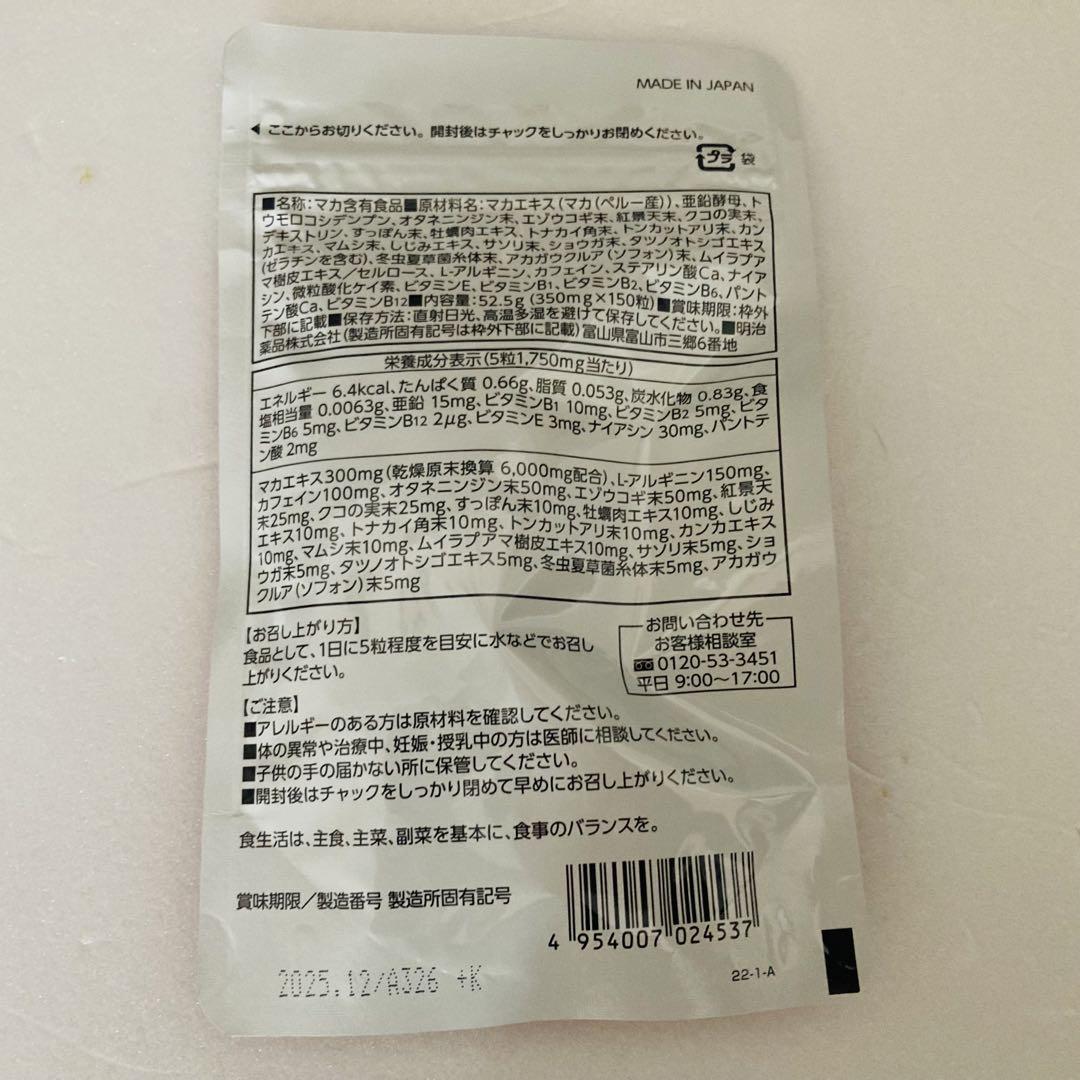 MADE IN JAPAN
◀ ここからお切りください。開封後はチャックをしっかりお閉めください。
プラ 袋
■名称:マカ含有食品■原材料名:マカエキス(マカ(ペルー産))、亜鉛酵母、ト
ウモロコシデンプン、オタネニンジン末、エゾウコギ末、紅景天末、クコの実末、
デキストリン、すっぽん末、牡蠣肉エキス、トナカイ角末、トンカットアリ末、カン
カエキス、マムシ末、しじみエキス、サソリ末、ショウガ末、タツノオトシゴエキス
(ゼラチンを含む)、冬虫夏草菌糸体末、アカガウクルア(ソフォン)末、ムイラプア
マ樹皮エキス/セルロース、L-アルギニン、カフェイン、ステアリン酸Ca、ナイア
シン、微粒酸化ケイ素、ビタミンE、ビタミンB1、ビタミンB2、ビタミンB6、パント
テン酸Ca、ビタミンB12■内容量:52.5g(350mg×150粒)■賞味期限:枠外
下部に記載■保存方法:直射日光、高温多湿を避けて保存してください。■明治
薬品株式会社(製造所固有記号は枠外下部に記載)富山県富山市三郷6番地
栄養成分表示(5粒1,750mg当たり)
エネルギー 6.4kcal、たんぱく質 0.66g、脂質 0.053g、炭水化物 0.83g、食
塩相当量 0.0063g、亜鉛 15mg、ビタミンB1 10mg、ビタミンB2 5mg、ビタ
ミンB6 5mg、ビタミンB12 2μg、ビタミンE 3mg、ナイアシン 30mg、パントテ
ン酸 2mg
マカエキス300mg(乾燥原末換算 6,000mg配合)、L-アルギニン150mg、
カフェイン100mg、オタネニンジン末50mg、エゾウコギ末50mg、紅景天
末25mg、クコの実末25mg、すっぽん末10mg、牡蠣肉エキス10mg、しじみ
エキス10mg、トナカイ角末10mg、トンカットアリ末10mg、カンカエキス
10mg、マムシ末10mg、ムイラプアマ樹皮エキス10mg、サソリ末5mg、ショ
ウガ末5mg、タツノオトシゴエキス5mg、冬虫夏草菌糸体末5mg、アカガウ
クルア(ソフォン)末5mg
【お召し上がり方】
食品として、1日に5粒程度を目安に水などでお召し
上がりください。
お問い合わせ先
お客様相談室
0120-53-3451
平日 9:00〜17:00
【ご注意】
■アレルギーのある方は原材料を確認してください。
■体の異常や治療中、妊娠・授乳中の方は医師に相談してください。
■子供の手の届かない所に保管してください。
■開封後はチャックをしっかり閉めて早めにお召し上がりください。
食生活は、主食、主菜、副菜を基本に、食事のバランスを。
賞味期限/製造番号 製造所固有記号
4 954007 024537
2025.12/A326 +K
22-1-A